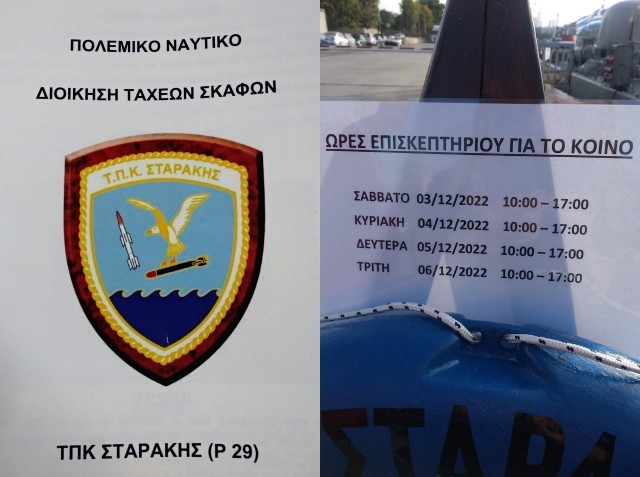 ΠΟΛΕΜΙΚΟ ΝΑΥΤΙΚΟ
ΔΙΟΙΚΗΣΗ ΤΑΧΕΩΝ ΣΚΑΦΩΝ
Τ.Π.Κ. ΣΤΑΡΑΚΗΣ
ΤΠΚ ΣΤΑΡΑΚΗΣ (P 29)
ΩΡΕΣ ΕΠΙΣΚΕΠΤΗΡΙΟΥ ΓΙΑ ΤΟ ΚΟΙΝΟ
ΣΑΒΒΑΤΟ 03/12/2022 10:00 – 17:00
ΚΥΡΙΑΚΗ 04/12/2022 10:00 – 17:00
ΔΕΥΤΕΡΑ 05/12/2022 10:00 – 17:00
ΤΡΙΤΗ 06/12/2022 10:00 – 17:00
ΣΤΑΡΑ